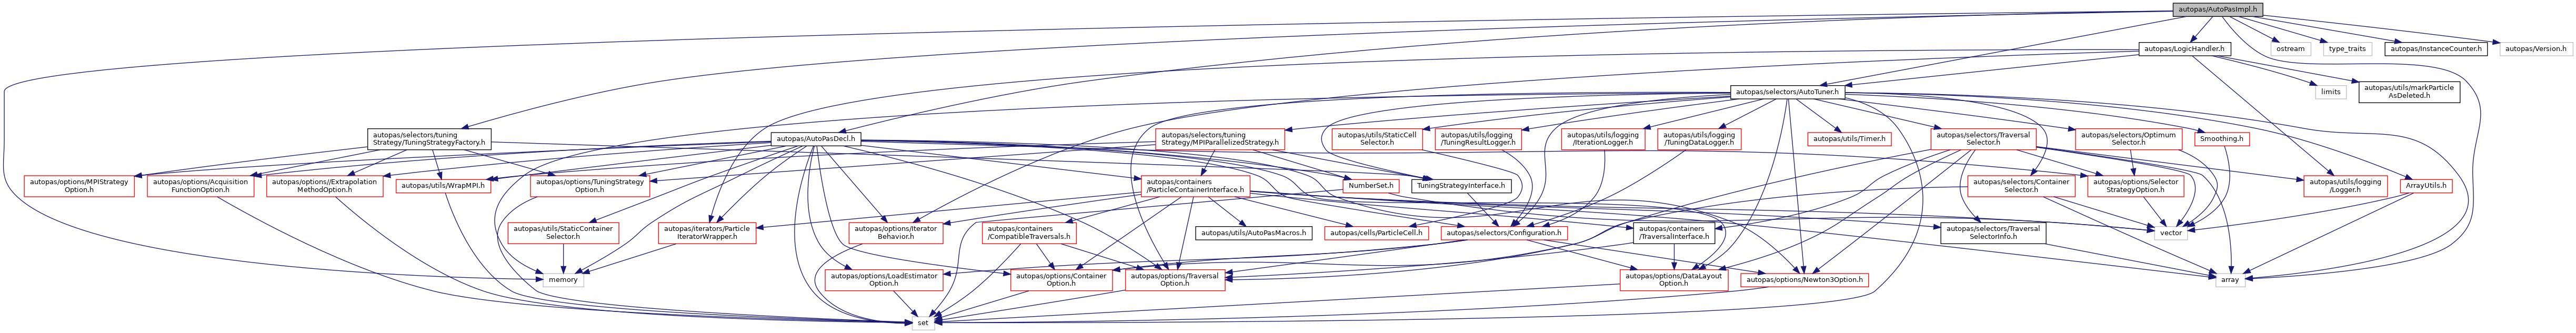 autopas/AutoPasImpl.h
autopas/LogicHandler.h
ostream
type_traits
autopas/InstanceCounter.h
autopas/Version.h
autopas/selectors/AutoTuner.h
limits
autopas/utils/markParticle
AsDeleted.h
autopas/selectors/tuning
Strategy/TuningStrategyFactory.h
autopas/AutoPasDecl.h
autopas/selectors/tuning
Strategy/MPIParallelizedStrategy.h
autopas/utils/StaticCell
Selector.h
autopas/utils/logging
/TuningResultLogger.h
autopas/utils/logging
/IterationLogger.h
autopas/utils/logging
/TuningDataLogger.h
autopas/utils/Timer.h
autopas/selectors/Traversal
Selector.h
autopas/selectors/Optimum
Selector.h
Smoothing.h
autopas/options/MPIStrategy
Option.h
autopas/options/Acquisition
FunctionOption.h
autopas/options//Extrapolation
MethodOption.h
autopas/utils/WrapMPI.h
autopas/options/TuningStrategy
Option.h
autopas/containers
/ParticleContainerInterface.h
NumberSet.h
TuningStrategyInterface.h
autopas/selectors/Container
Selector.h
autopas/options/Selector
StrategyOption.h
autopas/utils/logging
/Logger.h
ArrayUtils.h
autopas/utils/StaticContainer
Selector.h
autopas/iterators/Particle
IteratorWrapper.h
autopas/options/Iterator
Behavior.h
autopas/containers
/CompatibleTraversals.h
autopas/utils/AutoPasMacros.h
autopas/cells/ParticleCell.h
autopas/selectors/Configuration.h
autopas/containers
/TraversalInterface.h
autopas/selectors/Traversal
SelectorInfo.h
vector
memory
autopas/options/LoadEstimator
Option.h
autopas/options/Container
Option.h
autopas/options/Traversal
Option.h
autopas/options/DataLayout
Option.h
autopas/options/Newton3Option.h
array
set